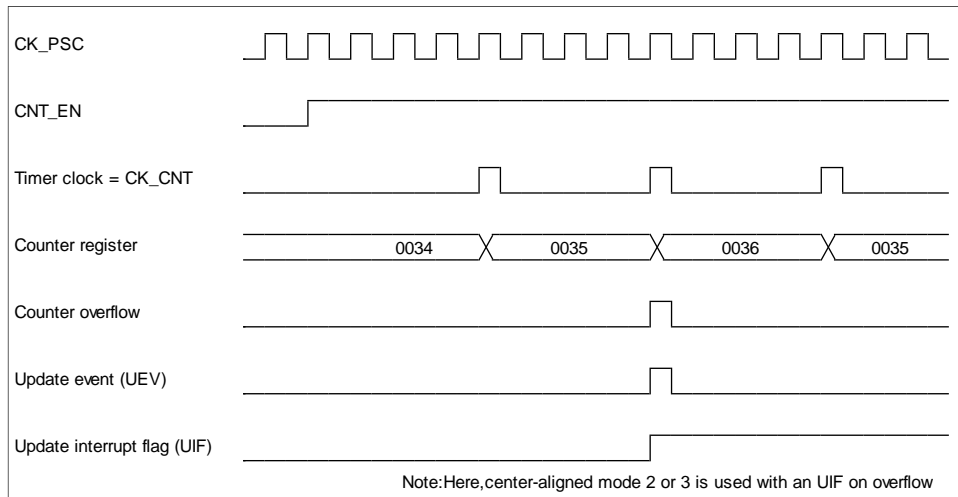 CK_PSC
CNT_EN
Timer clock = CK_CNT
Counter register
0034 0035 0036 0035
Counter overflow
Update event (UEV)
Update interrupt flag (UIF)
Note:Here,center-aligned mode 2 or 3 is used with an UIF on overflow